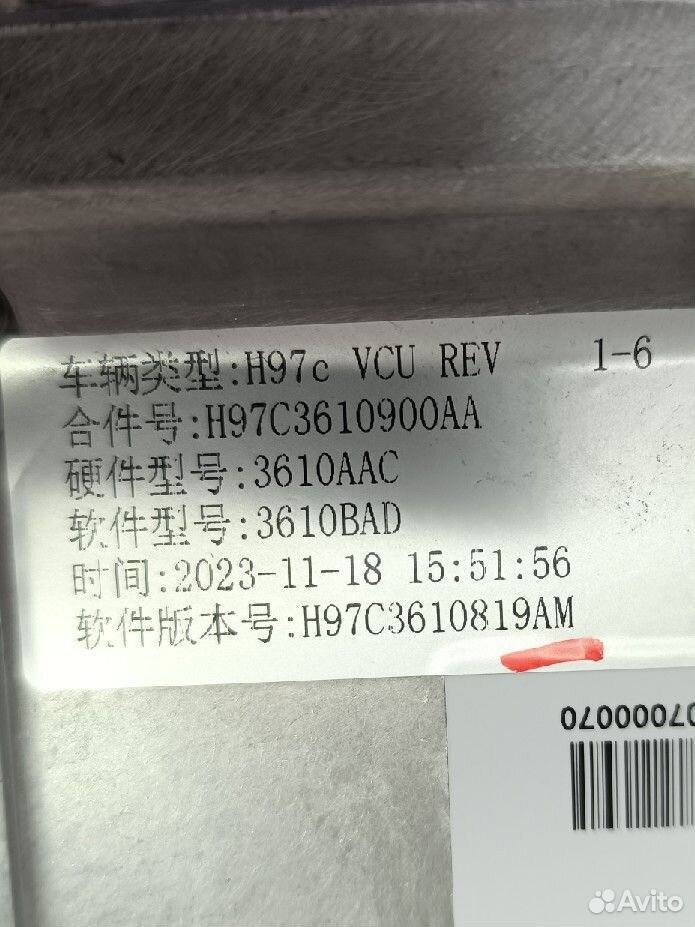 车辆类型:H97c VCU REV 1-6
合件号:H97C3610900AA
硬件型号:3610AAC
软件型号:3610BAD
时间:2023-11-18 15:51:56
软件版本号:H97C3610819AM
07000070
Avito